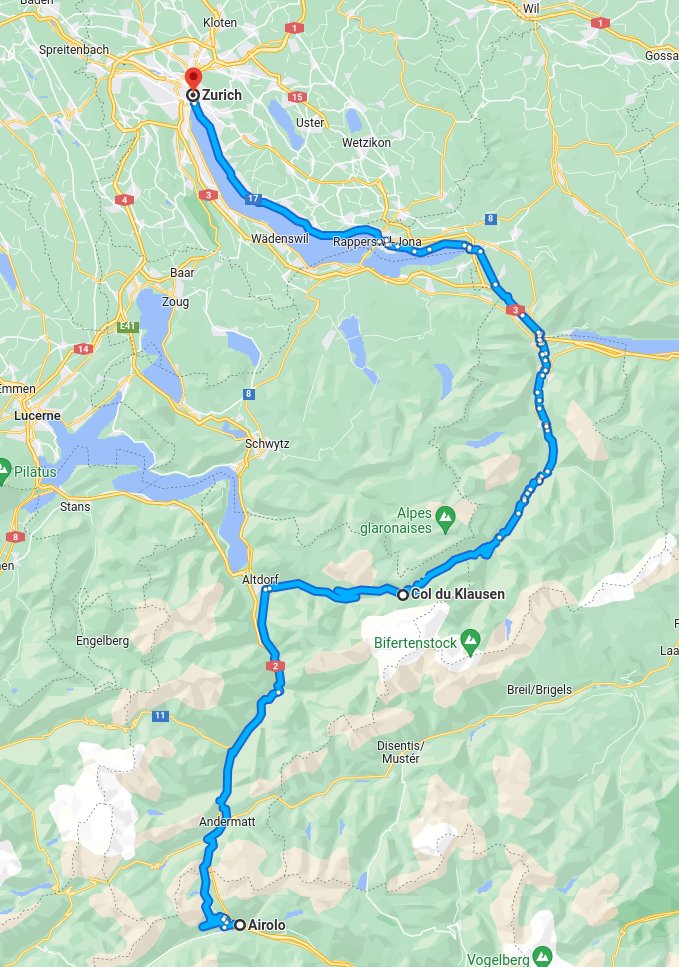 Baden
Kloten
Wil
1
1
Spreitenbach
Gossa
Zurich
15
Uster
Wetzikon
3
17
4
8
Wädenswil
Rapperswil-Jona
Baar
Zoug
3
E41
14
8
Emmen
Lucerne
Schwytz
Pilatus
Stans
Alpes
glaronaises
8
Altdorf
Col du Klausen
Engelberg
Bifertenstock
2
Laa
Breil/Brigels
11
Disentis/
Mustér
Andermatt
Airolo
Vogelberg